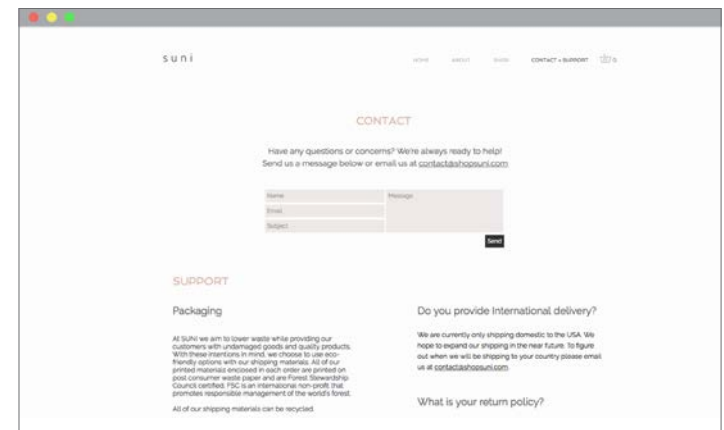 suni
HOME ABOUT SHOP CONTACT + SUPPORT 0
CONTACT
Have any questions or concerns? We're always ready to help!
Send us a message below or email us at contact@shopsuni.com
Name
Email
Subject
Message
Send
SUPPORT
Packaging
At SUNI we aim to lower waste while providing our
customers with undamaged goods and quality products.
With these intentions in mind, we choose to use eco-
friendly options with our shipping materials. All of our
printed materials enclosed in each order are printed on
post consumer waste paper and are Forest Stewardship
Council certified. FSC is an international non-profit that
promotes responsible management of the world's forest.
All of our shipping materials can be recycled.
Do you provide International delivery?
We are currently only shipping domestic to the USA. We
hope to expand our shipping in the near future. To figure
out when we will be shipping to your country please email
us at contact@shopsuni.com.
What is your return policy?